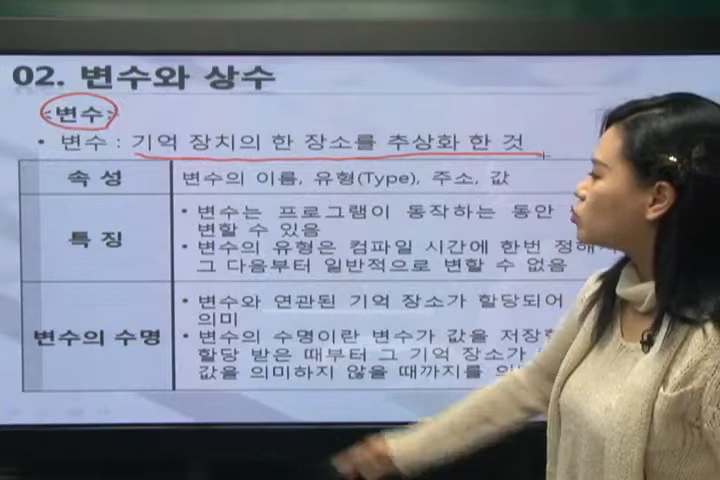 02. 변수와 상수
<변수>
• 변수 : 기억 장치의 한 장소를 추상화 한 것
속 성
변수의 이름, 유형(Type), 주소, 값
특 징
• 변수는 프로그램이 동작하는 동안
변할 수 있음
• 변수의 유형은 컴파일 시간에 한번
그 다음부터 일반적으로 변할 수 없음
변수의 수명
• 변수와 연관된 기억 장소가 할당되어
의미
• 변수의 수명이란 변수가 값을
할당 받은 때부터 그 기억 장소가
값을 의미하지 않을 때까지를